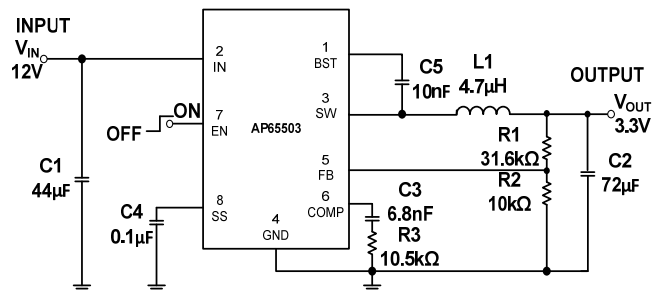 INPUT
VIN
12V
C1
44μF
OFF
ON
C4
0.1μF
2
IN
7
EN
8
SS
AP65503
4
GND
1
BST
3
SW
5
FB
6
COMP
C5
10nF
L1
4.7μH
C3
6.8nF
R3
10.5kΩ
R1
31.6kΩ
R2
10kΩ
C2
72μF
OUTPUT
VOUT
3.3V